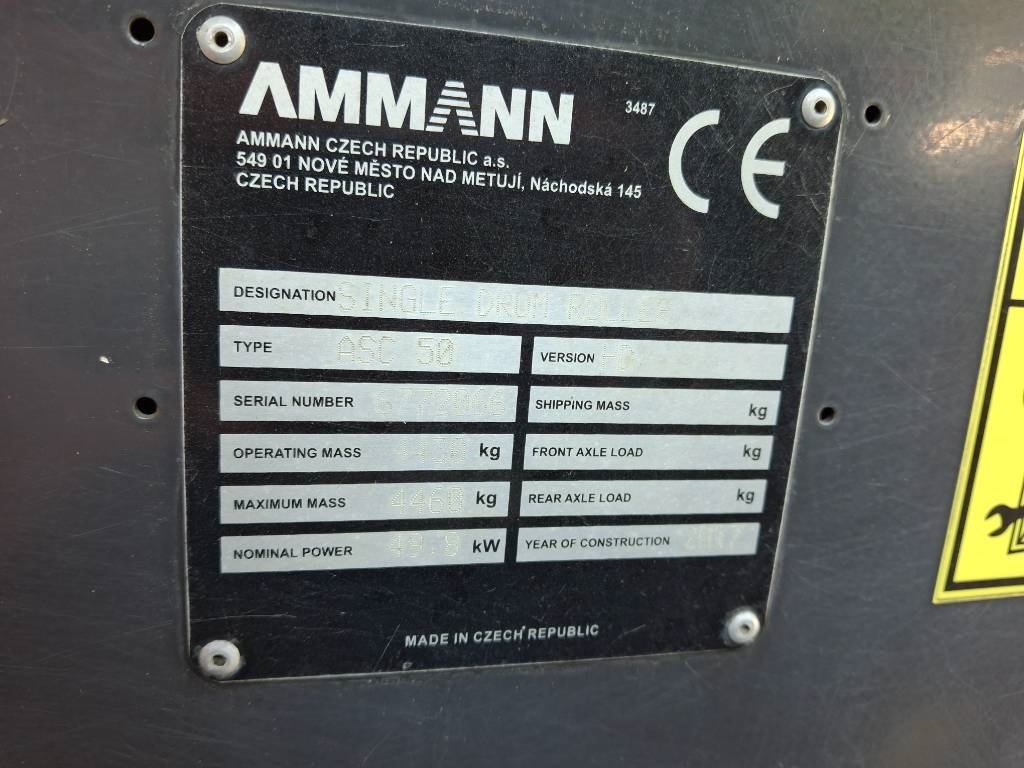 AMMANN
3487
CE
AMMANN CZECH REPUBLIC a.s.
549 01 NOVÉ MĚSTO NAD METUJÍ, Náchodská 145
CZECH REPUBLIC
DESIGNATION SINGLE DRUM ROLLER
TYPE ASC 50
VERSION HD
SERIAL NUMBER
SHIPPING MASS kg
OPERATING MASS kg
FRONT AXLE LOAD kg
MAXIMUM MASS 4460 kg
REAR AXLE LOAD kg
NOMINAL POWER kW
YEAR OF CONSTRUCTION
MADE IN CZECH REPUBLIC